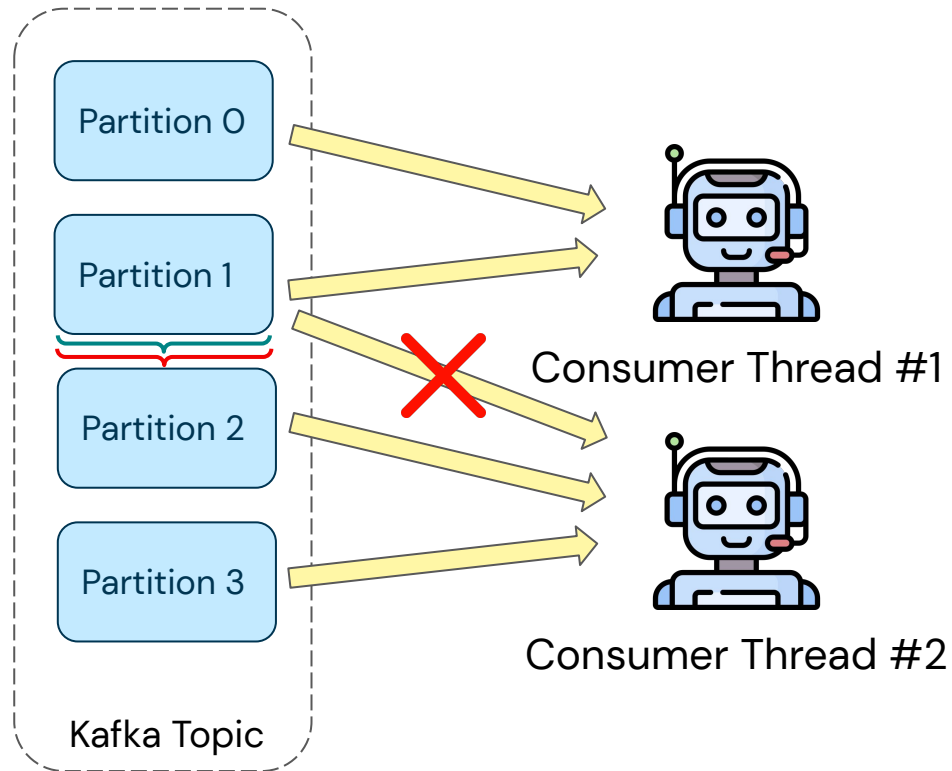 Partition 0
Partition 1
Consumer Thread #1
Partition 2
Partition 3
Consumer Thread #2
Kafka Topic